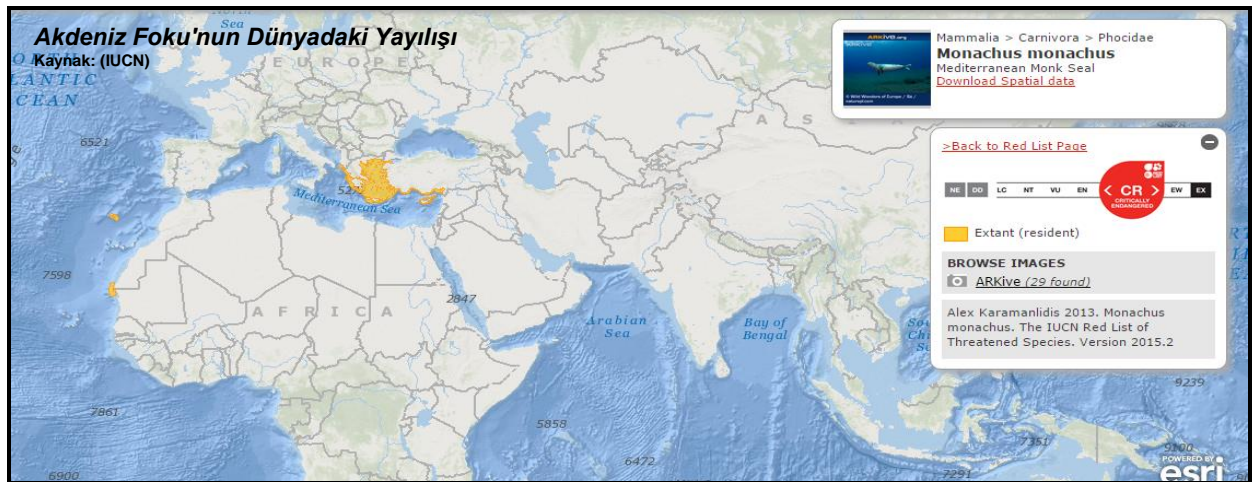 Akdeniz Foku'nun Dünyadaki Yayılışı
Kaynak: (IUCN)
Sea
EUROPE
ATLANTIC
OCEAN
6521
Mediterranean Sea
7598
AFRICA
2847
Arabian
Sea
Bay of
Bengal
7861
5858
6472
6900
7291
7351
9100
9239
ARKIVE.org
Mammalia > Carnivora > Phocidae
Monachus monachus
Mediterranean Monk Seal
Download Spatial data
>Back to Red List Page
NE DD LC NT VU EN < CR > EW EX
CRITICALLY
ENDANGERED
Extant (resident)
BROWSE IMAGES
ARKive (29 found)
Alex Karamanlidis 2013. Monachus
monachus. The IUCN Red List of
Threatened Species. Version 2015.2
POWERED BY
esri